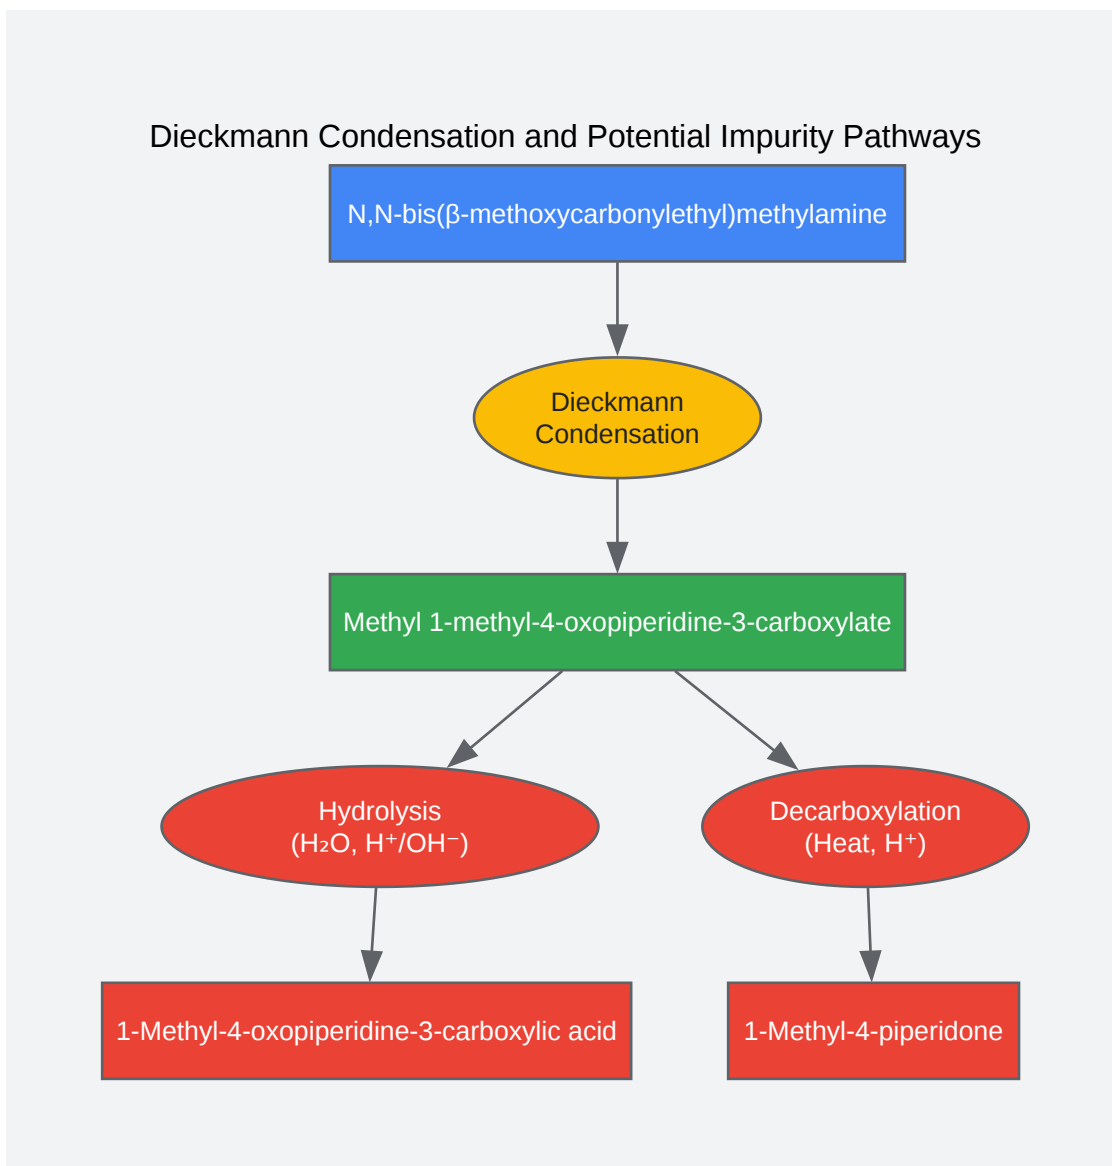 Dieckmann Condensation and Potential Impurity Pathways
N,N-bis(β-methoxycarbonylethyl)methylamine
Dieckmann
Condensation
Methyl 1-methyl-4-oxopiperidine-3-carboxylate
Hydrolysis
(H₂O, H⁺/OH⁻)
Decarboxylation
(Heat, H⁺)
1-Methyl-4-oxopiperidine-3-carboxylic acid
1-Methyl-4-piperidone